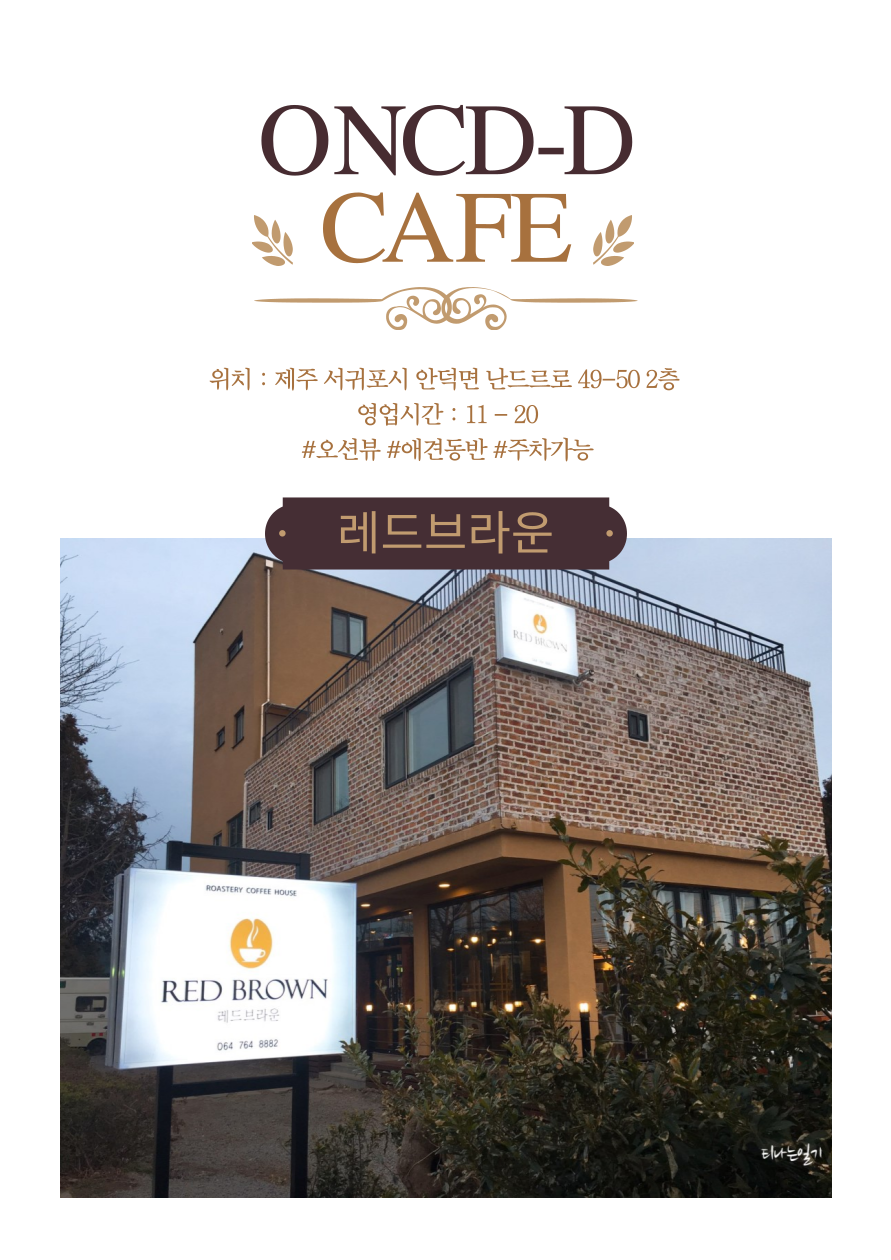 ONCD-D
CAFE
위치 : 제주 서귀포시 안덕면 난드르로 49-50 2층
영업시간 : 11 - 20
#오션뷰 #애견동반 #주차가능
레드브라운
RED BROWN
ROASTERY COFFEE HOUSE
RED BROWN
레드브라운
064 764 8882
티나는일기